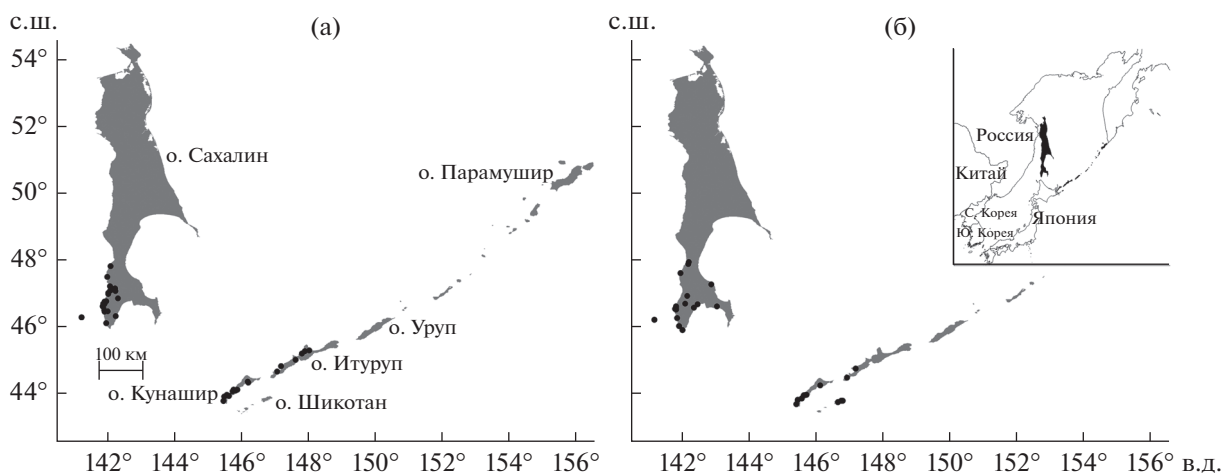 с.ш.
(а)
54°
52°
50°
48°
46°
44°
о. Сахалин
о. Парамушир
о. Уруп
о. Итуруп
100 км
о. Кунашир
о. Шикотан
142° 144° 146° 148° 150° 152° 154° 156°
с.ш.
(б)
Россия
Китай
С. Корея
Ю. Корея
Япония
142° 144° 146° 148° 150° 152° 154° 156° в.д.